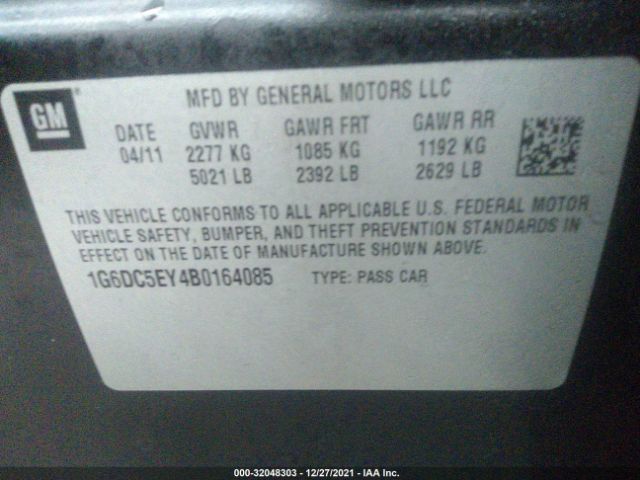 GM ®
MFD BY GENERAL MOTORS LLC
DATE GVWR GAWR FRT GAWR RR
04/11 2277 KG 1085 KG 1192 KG
5021 LB 2392 LB 2629 LB
THIS VEHICLE CONFORMS TO ALL APPLICABLE U.S. FEDERAL MOTOR
VEHICLE SAFETY, BUMPER, AND THEFT PREVENTION STANDARDS IN
EFFECT ON THE DATE OF MANUFACTURE SHOWN ABOVE.
1G6DC5EY4B0164085 TYPE: PASS CAR
000-32048303 - 12/27/2021 - IAA Inc.